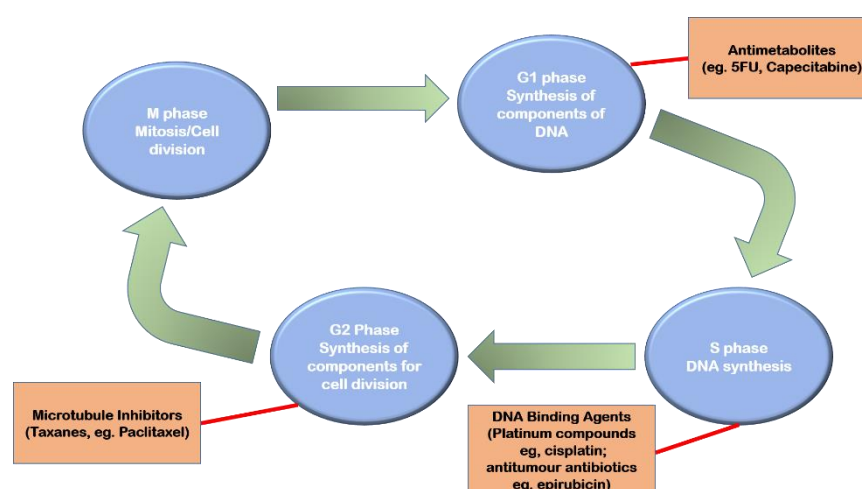 M phase
Mitosis/Cell
division
G1 phase
Synthesis of
components of
DNA
Antimetabolites
(eg. 5FU, Capecitabine)
S phase
DNA synthesis
DNA Binding Agents
(Platinum compounds
eg, cisplatin;
antitumour antibiotics
eg. epirubicin)
G2 Phase
Synthesis of
components for
cell division
Microtubule Inhibitors
(Taxanes, eg. Paclitaxel)